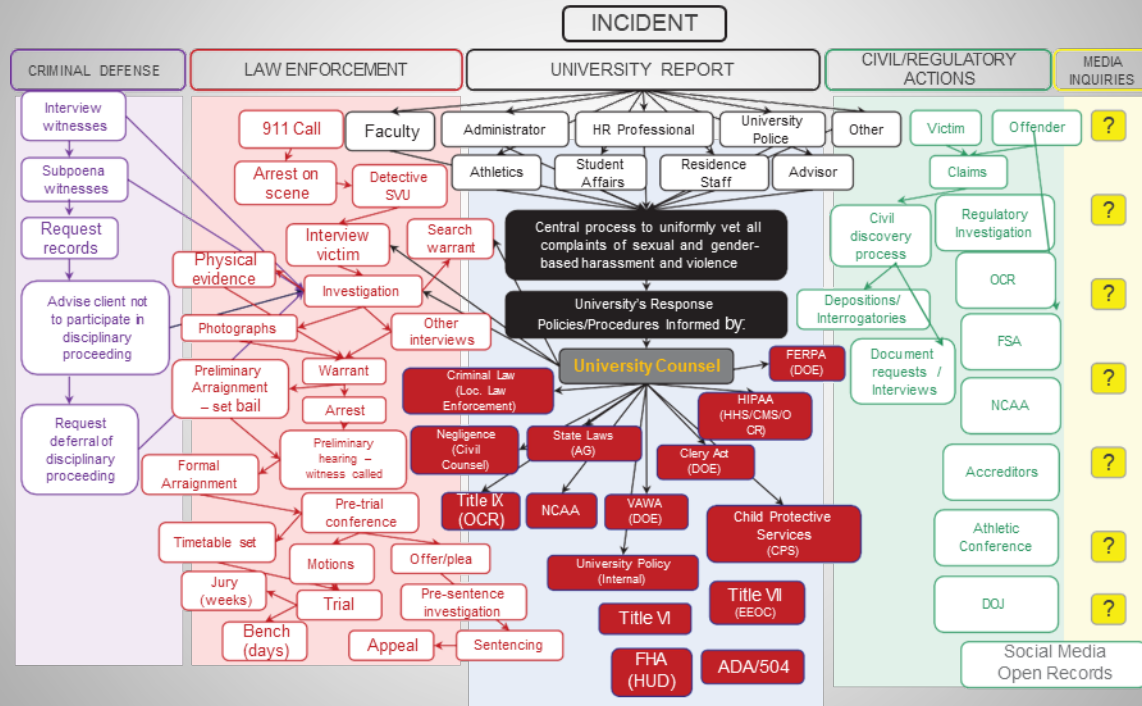 INCIDENT
CRIMINAL DEFENSE
LAW ENFORCEMENT
UNIVERSITY REPORT
CIVIL/REGULATORY
ACTIONS
MEDIA
INQUIRIES
Interview
witnesses
Subpoena
witnesses
Request
records
Advise client not
to participate in
disciplinary
proceeding
Request
deferral of
disciplinary
proceeding
911 Call
Arrest on
scene
Detective
SVU
Interview
victim
Search
warrant
Physical
evidence
Investigation
Photographs
Other
interviews
Warrant
Preliminary
Arraignment
– set bail
Arrest
Preliminary
hearing –
witness called
Formal
Arraignment
Pre-trial
conference
Timetable set
Motions
Offer/plea
Jury
(weeks)
Trial
Pre-sentence
investigation
Bench
(days)
Appeal
Sentencing
Faculty
Administrator
HR Professional
University
Police
Other
Athletics
Student
Affairs
Residence
Staff
Advisor
Central process to uniformly vet all
complaints of sexual and gender-
based harassment and violence
University's Response
Policies/Procedures Informed by:
University Counsel
FERPA
(DOE)
Criminal Law
(Loc. Law
Enforcement)
HIPAA
(HHS/CMS/O
CR)
Negligence
(Civil
Counsel)
State Laws
(AG)
Clery Act
(DOE)
Title IX
(OCR)
NCAA
VAWA
(DOE)
Child Protective
Services
(CPS)
University Policy
(Internal)
Title VI
Title VII
(EEOC)
FHA
(HUD)
ADA/504
Victim
Offender
Claims
Civil
discovery
process
Regulatory
Investigation
OCR
Depositions/
Interrogatories
FSA
Document
requests /
Interviews
NCAA
Accreditors
Athletic
Conference
DOJ
Social Media
Open Records
?
?
?
?
?
?
?